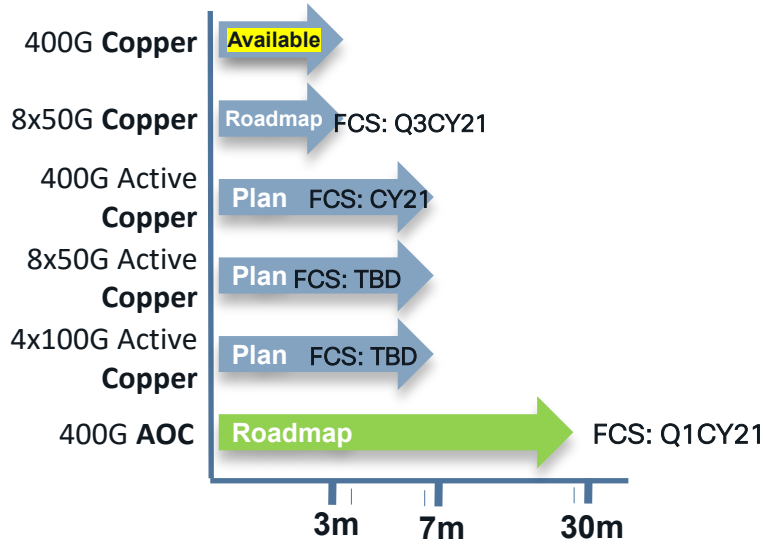 400G Copper
Available
8x50G Copper
Roadmap FCS: Q3CY21
400G Active
Copper
Plan FCS: CY21
8x50G Active
Copper
Plan FCS: TBD
4x100G Active
Copper
Plan FCS: TBD
400G AOC
Roadmap
FCS: Q1CY21
3m
7m
30m